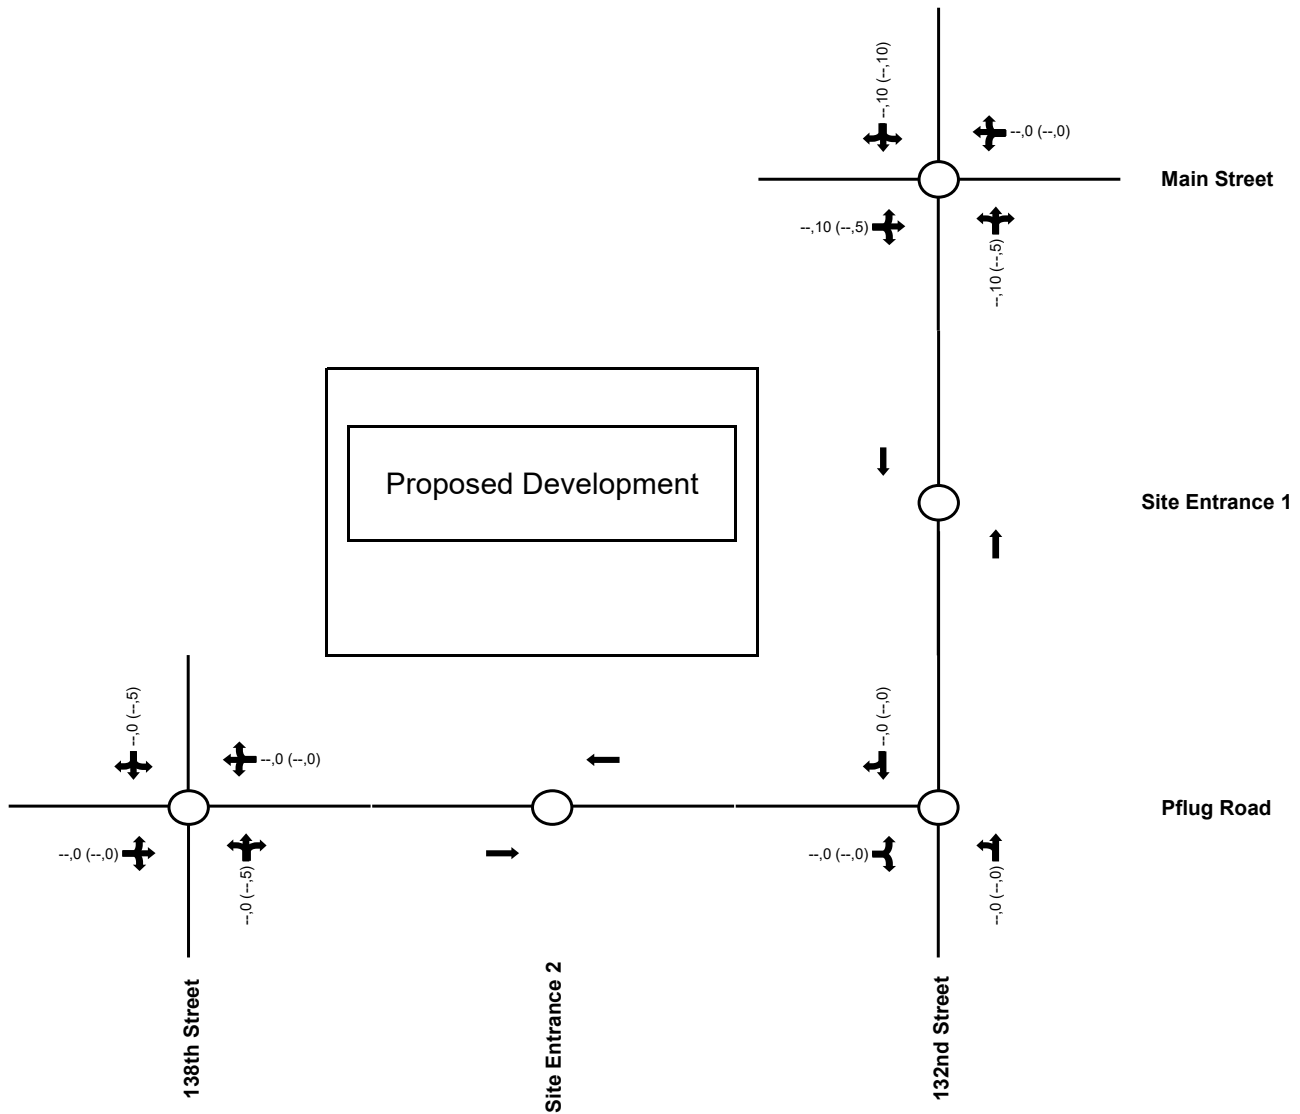 --,10 (--,10)
--,0 (--,0)
Main Street
--,10 (--,5)
--,10 (--,5)
Proposed Development
Site Entrance 1
--,0 (--,5)
--,0 (--,0)
--,0 (--,0)
Pflug Road
--,0 (--,0)
--,0 (--,5)
--,0 (--,0)
--,0 (--,0)
138th Street
Site Entrance 2
132nd Street